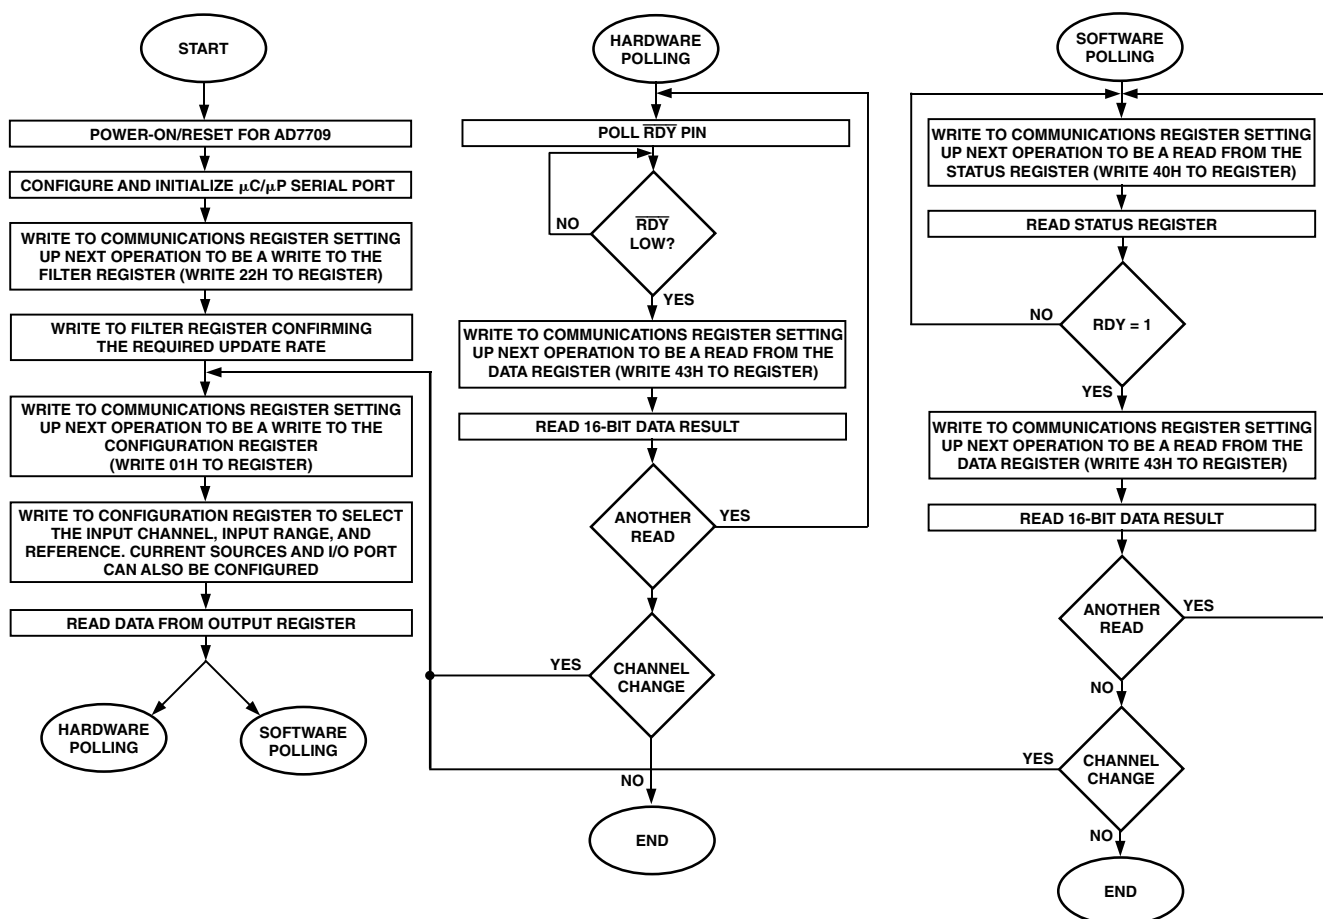 START
POWER-ON/RESET FOR AD7709
CONFIGURE AND INITIALIZE μC/μP SERIAL PORT
WRITE TO COMMUNICATIONS REGISTER SETTING
UP NEXT OPERATION TO BE A WRITE TO THE
FILTER REGISTER (WRITE 22H TO REGISTER)
WRITE TO FILTER REGISTER CONFIRMING
THE REQUIRED UPDATE RATE
WRITE TO COMMUNICATIONS REGISTER SETTING
UP NEXT OPERATION TO BE A WRITE TO THE
CONFIGURATION REGISTER
(WRITE 01H TO REGISTER)
WRITE TO CONFIGURATION REGISTER TO SELECT
THE INPUT CHANNEL, INPUT RANGE, AND
REFERENCE. CURRENT SOURCES AND I/O PORT
CAN ALSO BE CONFIGURED
READ DATA FROM OUTPUT REGISTER
HARDWARE
POLLING
SOFTWARE
POLLING
HARDWARE
POLLING
POLL R̅D̅Y̅ PIN
R̅D̅Y̅
LOW?
NO
YES
WRITE TO COMMUNICATIONS REGISTER SETTING
UP NEXT OPERATION TO BE A READ FROM THE
DATA REGISTER (WRITE 43H TO REGISTER)
READ 16-BIT DATA RESULT
ANOTHER
READ
YES
CHANNEL
CHANGE
YES
NO
END
SOFTWARE
POLLING
WRITE TO COMMUNICATIONS REGISTER SETTING
UP NEXT OPERATION TO BE A READ FROM THE
STATUS REGISTER (WRITE 40H TO REGISTER)
READ STATUS REGISTER
RDY = 1
NO
YES
WRITE TO COMMUNICATIONS REGISTER SETTING
UP NEXT OPERATION TO BE A READ FROM THE
DATA REGISTER (WRITE 43H TO REGISTER)
READ 16-BIT DATA RESULT
ANOTHER
READ
YES
NO
CHANNEL
CHANGE
YES
NO
END